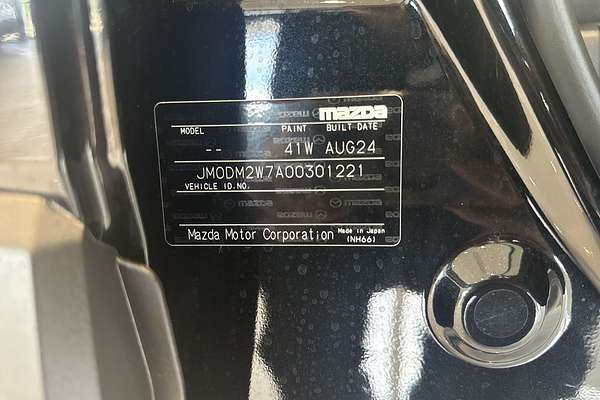 mazda
MODEL PAINT BUILT DATE
-- 41W AUG24
JM0DM2W7A00301221
VEHICLE ID.NO.
Mazda Motor Corporation Made in Japan
(NH66)